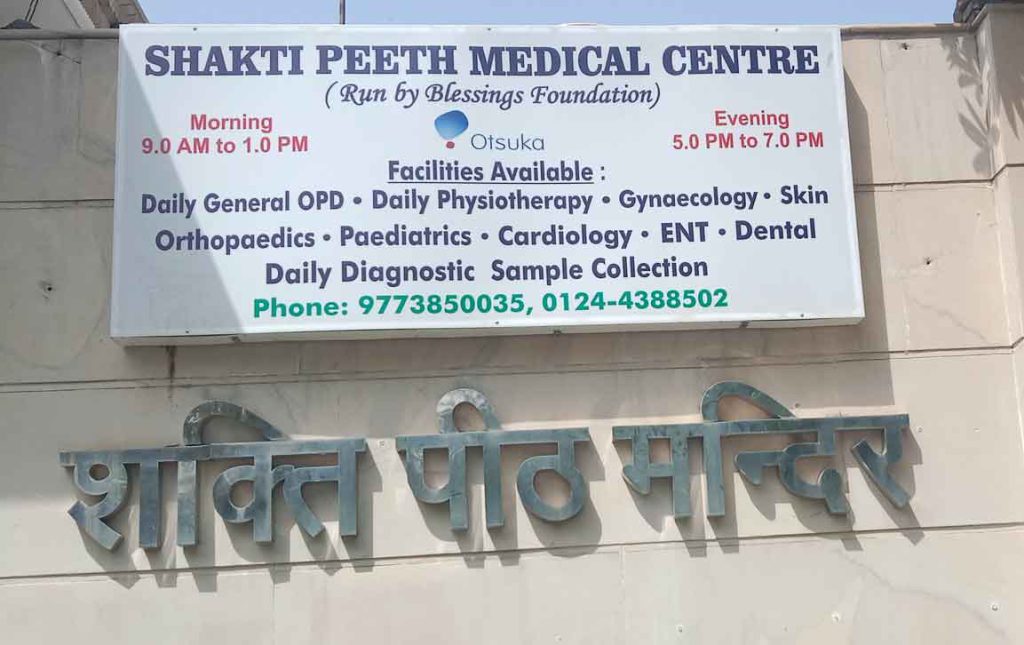 SHAKTI PEETH MEDICAL CENTRE
(Run by Blessings Foundation)
Morning
9.0 AM to 1.0 PM
Otsuka
Evening
5.0 PM to 7.0 PM
Facilities Available :
Daily General OPD • Daily Physiotherapy • Gynaecology • Skin
Orthopaedics • Paediatrics • Cardiology • ENT • Dental
Daily Diagnostic Sample Collection
Phone: 9773850035, 0124-4388502
शक्ति पीठ मन्दिर